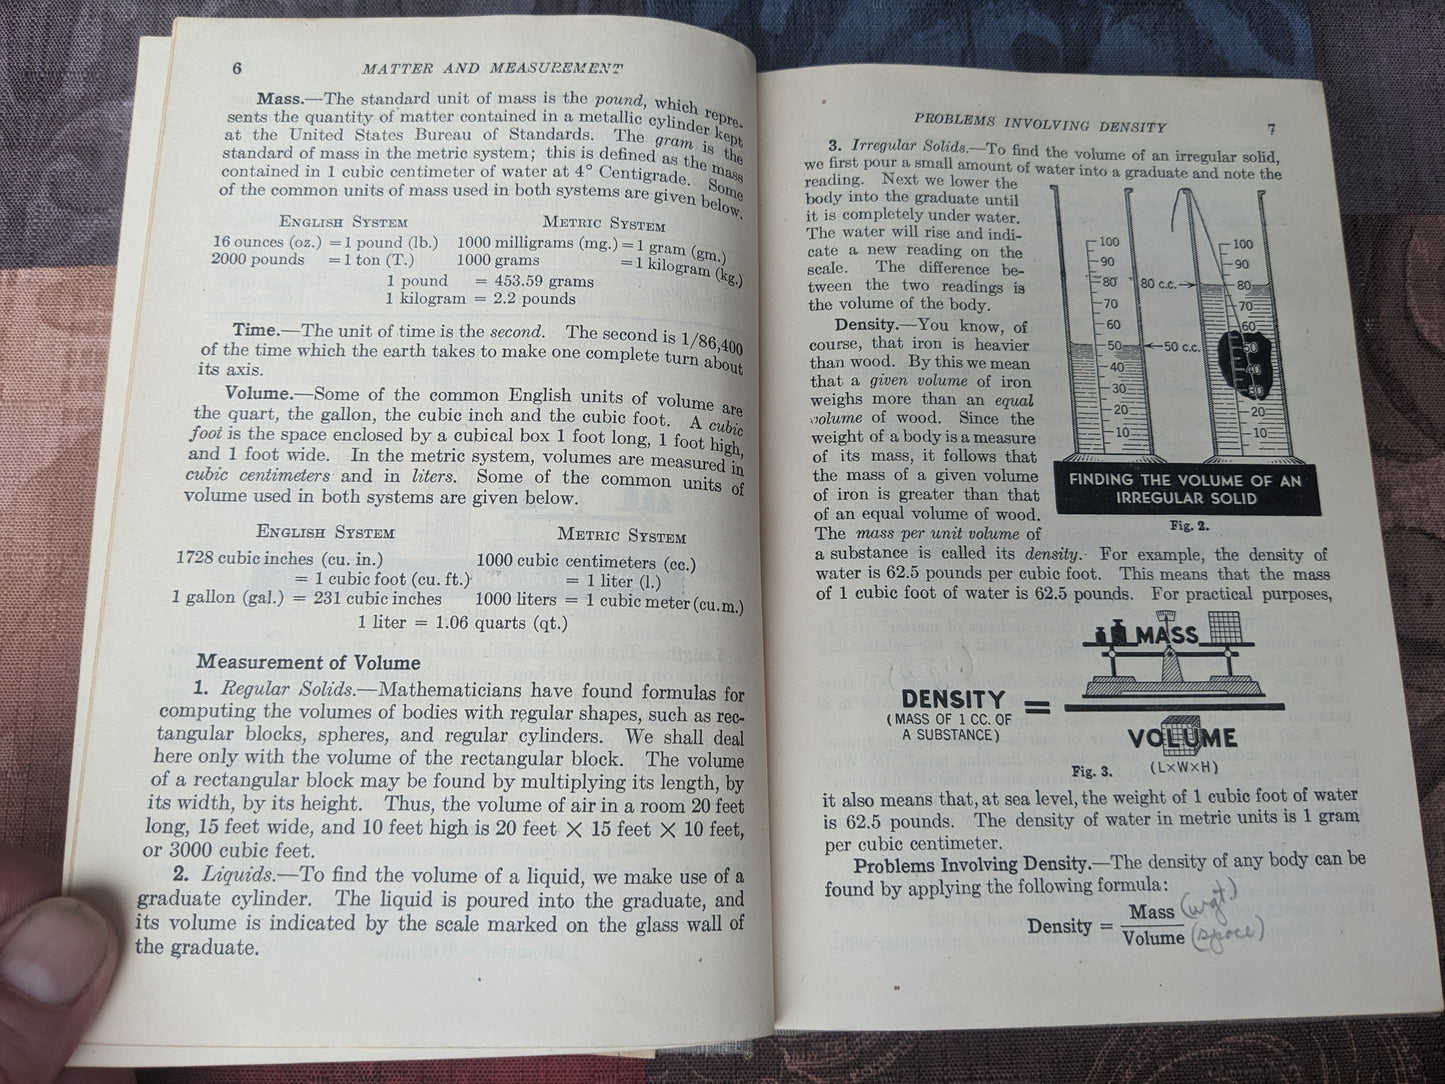 6 MATTER AND MEASUREMENT
Mass.—The standard unit of mass is the pound, which repre-
sents the quantity of matter contained in a metallic cylinder kept
at the United States Bureau of Standards. The gram is the
standard of mass in the metric system; this is defined as the mass
contained in 1 cubic centimeter of water at 4° Centigrade. Some
of the common units of mass used in both systems are given below.
ENGLISH SYSTEM METRIC SYSTEM
16 ounces (oz.) = 1 pound (lb.) 1000 milligrams (mg.) = 1 gram (gm.)
2000 pounds = 1 ton (T.) 1000 grams = 1 kilogram (kg.)
1 pound = 453.59 grams
1 kilogram = 2.2 pounds
Time.—The unit of time is the second. The second is 1/86,400
of the time which the earth takes to make one complete turn about
its axis.
Volume.—Some of the common English units of volume are
the quart, the gallon, the cubic inch and the cubic foot. A cubic
foot is the space enclosed by a cubical box 1 foot long, 1 foot high,
and 1 foot wide. In the metric system, volumes are measured in
cubic centimeters and in liters. Some of the common units of
volume used in both systems are given below.
ENGLISH SYSTEM METRIC SYSTEM
1728 cubic inches (cu. in.) 1000 cubic centimeters (cc.)
= 1 cubic foot (cu. ft.) = 1 liter (l.)
1 gallon (gal.) = 231 cubic inches 1000 liters = 1 cubic meter (cu.m.)
1 liter = 1.06 quarts (qt.)
Measurement of Volume
1. Regular Solids.—Mathematicians have found formulas for
computing the volumes of bodies with regular shapes, such as rec-
tangular blocks, spheres, and regular cylinders. We shall deal
here only with the volume of the rectangular block. The volume
of a rectangular block may be found by multiplying its length, by
its width, by its height. Thus, the volume of air in a room 20 feet
long, 15 feet wide, and 10 feet high is 20 feet × 15 feet × 10 feet,
or 3000 cubic feet.
2. Liquids.—To find the volume of a liquid, we make use of a
graduate cylinder. The liquid is poured into the graduate, and
its volume is indicated by the scale marked on the glass wall of
the graduate.
PROBLEMS INVOLVING DENSITY 7
3. Irregular Solids.—To find the volume of an irregular solid,
we first pour a small amount of water into a graduate and note the
reading. Next we lower the
body into the graduate until
it is completely under water.
The water will rise and indi-
cate a new reading on the
scale. The difference be-
tween the two readings is
the volume of the body.
Density.—You know, of
course, that iron is heavier
than wood. By this we mean
that a given volume of iron
weighs more than an equal
volume of wood. Since the
weight of a body is a measure
of its mass, it follows that
the mass of a given volume
of iron is greater than that
of an equal volume of wood.
The mass per unit volume of
100
90
80
70
60
50
40
30
20
10
80 c.c.
50 c.c.
100
90
80
70
60
50
40
30
20
10
FINDING THE VOLUME OF AN
IRREGULAR SOLID
Fig. 2.
a substance is called its density. For example, the density of
water is 62.5 pounds per cubic foot. This means that the mass
of 1 cubic foot of water is 62.5 pounds. For practical purposes,
MASS
DENSITY =
(MASS OF 1 CC. OF
A SUBSTANCE)
VOLUME
(L×W×H)
Fig. 3.
it also means that, at sea level, the weight of 1 cubic foot of water
is 62.5 pounds. The density of water in metric units is 1 gram
per cubic centimeter.
Problems Involving Density.—The density of any body can be
found by applying the following formula:
Mass (wgt.)
Density =
Volume (space)